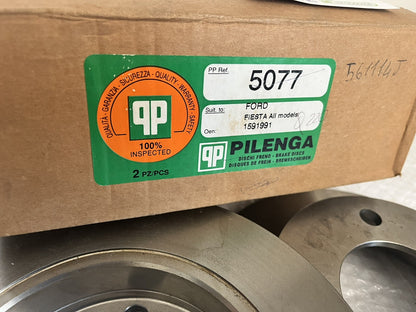 PP Ref.
5077
Suit. to:
FORD
FIESTA All models
Oen:
1591991
QUALITÀ - GARANZIA - SICUREZZA - QUALITY - WARRANTY - SAFETY
PP
100%
INSPECTED
2 PZ/PCS
PP PILENGA
DISCHI FRENO - BRAKE DISCS
DISQUES DE FREIN - BREMSSCHEIBEN
561114J